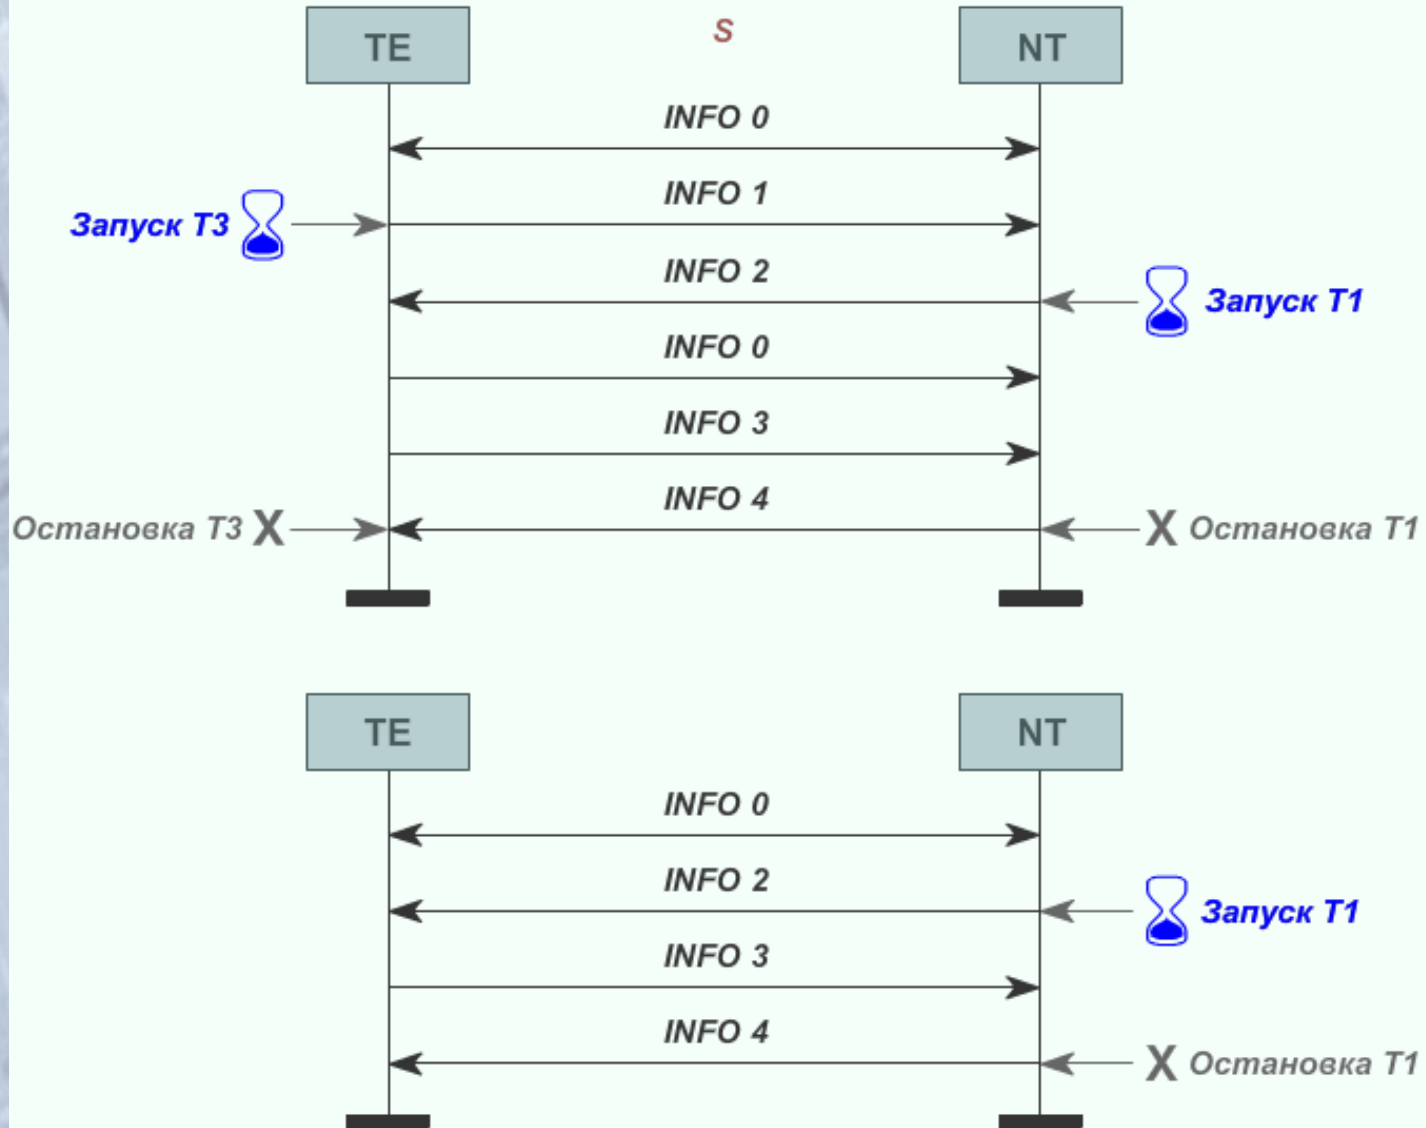 TE S NT
INFO 0
INFO 1
Запуск T3
INFO 2
Запуск T1
INFO 0
INFO 3
INFO 4
Остановка T3 X X Остановка T1
TE NT
INFO 0
INFO 2
Запуск T1
INFO 3
INFO 4
X Остановка T1